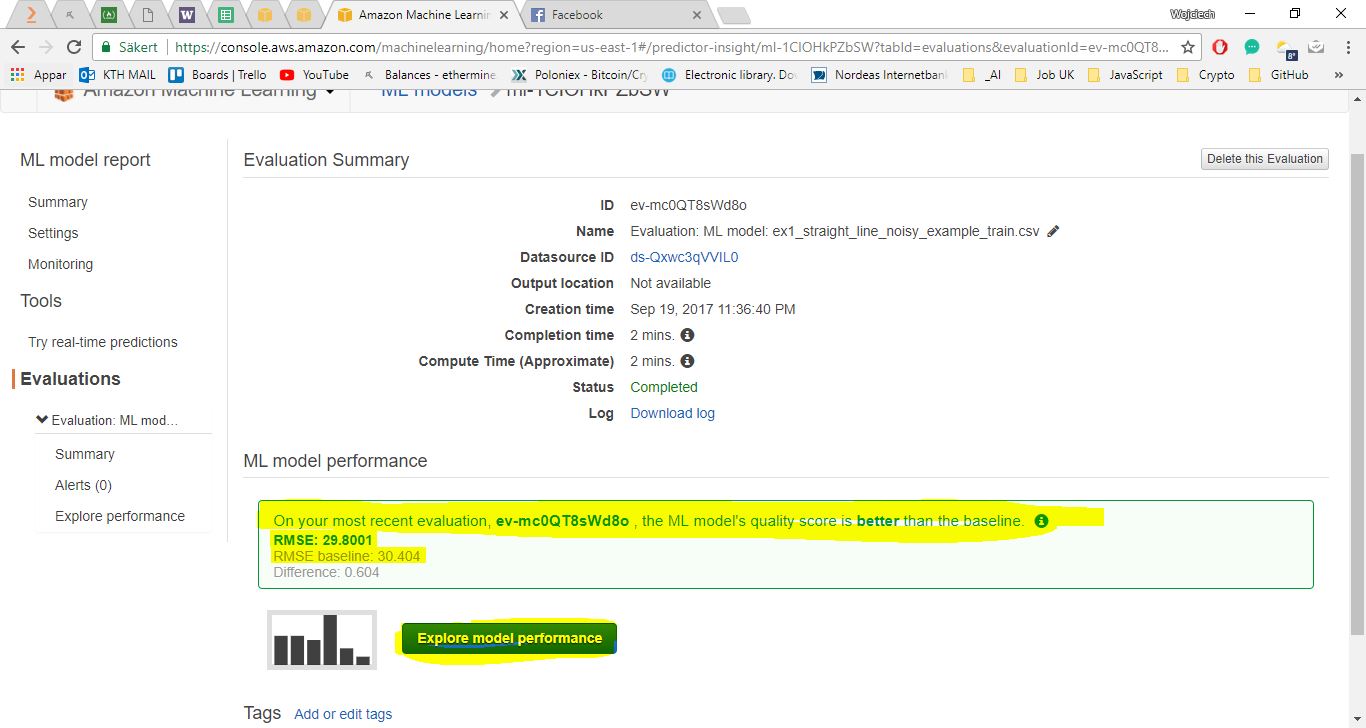 Amazon Machine Learnin
Facebook
Wojciech
Säkert
https://console.aws.amazon.com/machinelearning/home?region=us-east-1#/predictor-insight/ml-1CIOHkPZbSW?tabId=evaluations&evaluationId=ev-mc0QT8...
8°
Appar
KTH MAIL
Boards | Trello
YouTube
Balances - ethermine.
Poloniex - Bitcoin/Cry
Electronic library. Do
Nordeas Internetbank
_AI
Job UK
JavaScript
Crypto
GitHub
»
Amazon Machine Learning
ML models
ml-1CIOHkPZbSW
ML model report
Summary
Settings
Monitoring
Tools
Try real-time predictions
Evaluations
Evaluation: ML mod...
Summary
Alerts (0)
Explore performance
Evaluation Summary
Delete this Evaluation
ID ev-mc0QT8sWd8o
Name Evaluation: ML model: ex1_straight_line_noisy_example_train.csv
Datasource ID ds-Qxwc3qVVIL0
Output location Not available
Creation time Sep 19, 2017 11:36:40 PM
Completion time 2 mins.
Compute Time (Approximate) 2 mins.
Status Completed
Log Download log
ML model performance
On your most recent evaluation, ev-mc0QT8sWd8o , the ML model's quality score is better than the baseline.
RMSE: 29.8001
RMSE baseline: 30.404
Difference: 0.604
Explore model performance
Tags Add or edit tags